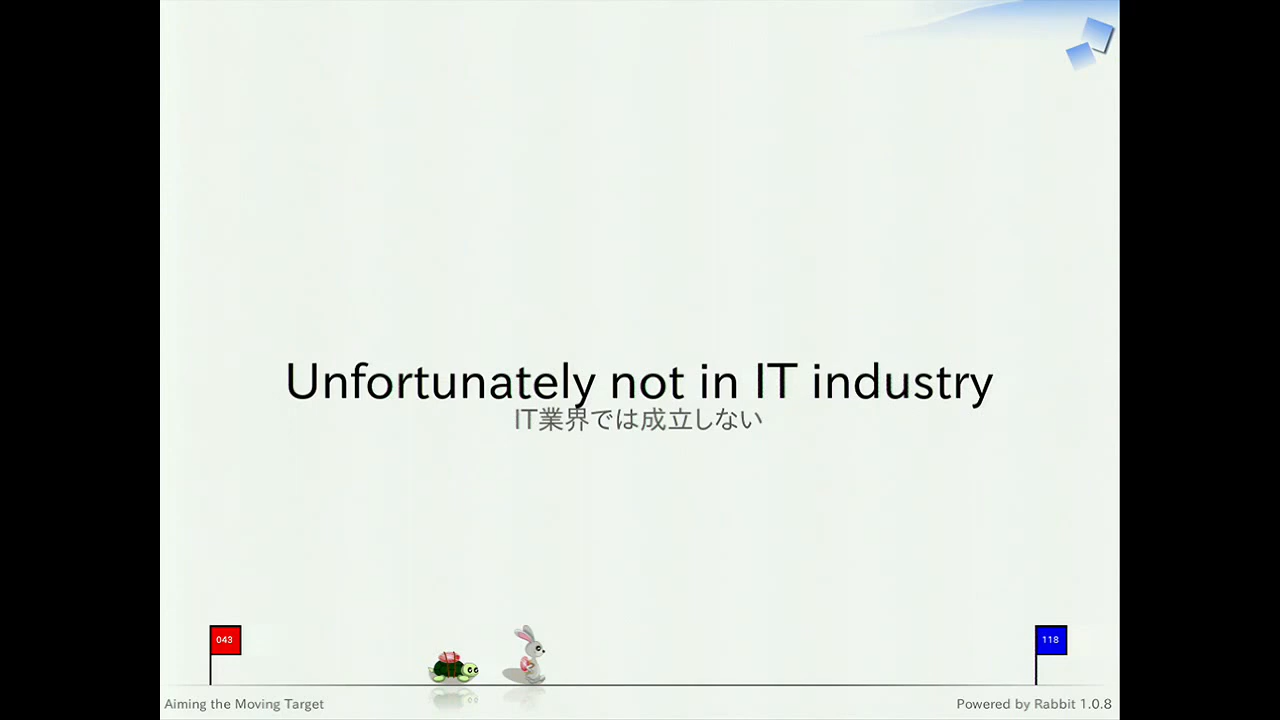 Unfortunately not in IT industry
IT業界では成立しない
043
118
Aiming the Moving Target
Powered by Rabbit 1.0.8